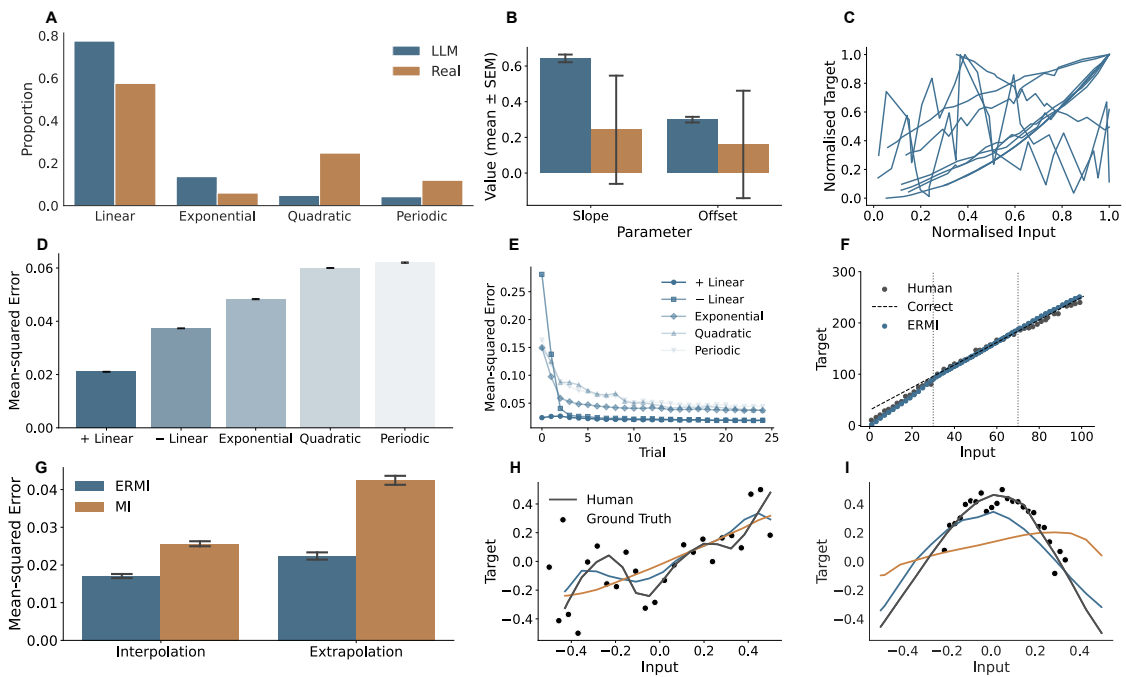 A
Proportion
0.8
0.6
0.4
0.2
0.0
LLM
Real
Linear Exponential Quadratic Periodic
B
Value (mean ± SEM)
0.6
0.4
0.2
0.0
Slope Offset
Parameter
C
Normalised Target
1.0
0.8
0.6
0.4
0.2
0.0
0.0 0.2 0.4 0.6 0.8 1.0
Normalised Input
D
Mean-squared Error
0.06
0.04
0.02
0.00
+ Linear − Linear Exponential Quadratic Periodic
E
Mean-squared Error
0.25
0.20
0.15
0.10
0.05
+ Linear
− Linear
Exponential
Quadratic
Periodic
0 5 10 15 20 25
Trial
F
Target
300
200
100
0
Human
Correct
ERMI
0 20 40 60 80 100
Input
G
Mean-squared Error
0.04
0.03
0.02
0.01
0.00
ERMI
MI
Interpolation Extrapolation
H
Target
0.4
0.2
0.0
−0.2
−0.4
Human
Ground Truth
−0.4 −0.2 0.0 0.2 0.4
Input
I
Target
0.4
0.2
0.0
−0.2
−0.4
−0.4 −0.2 0.0 0.2 0.4
Input